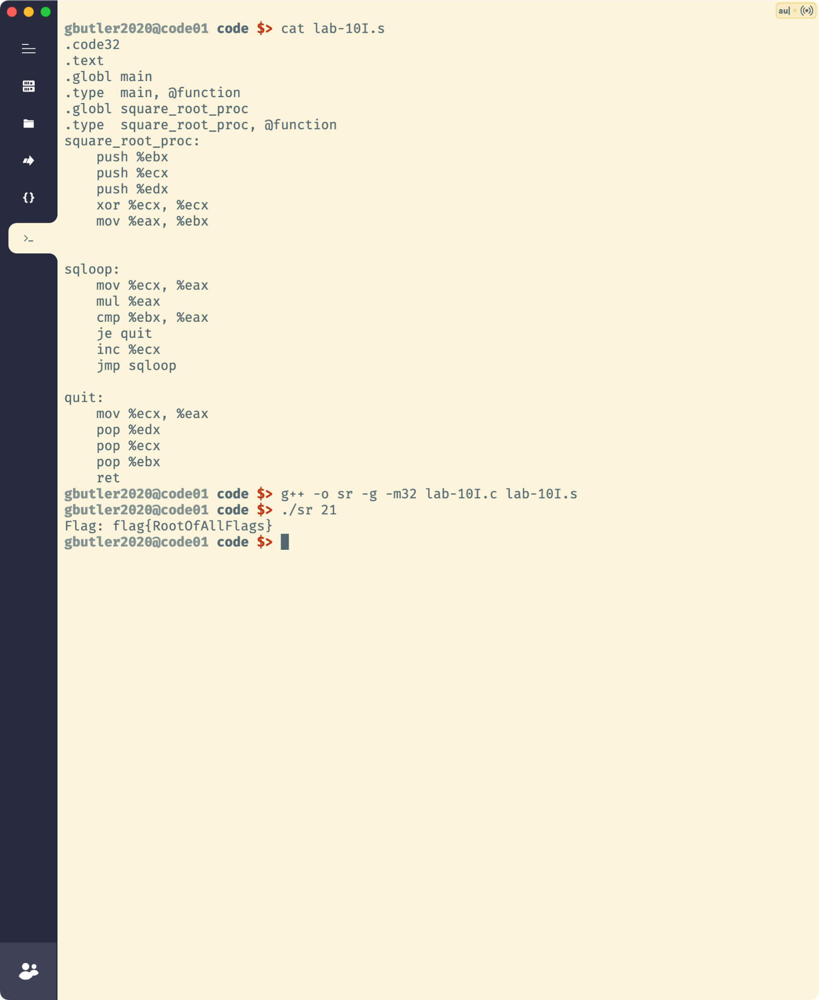 au|
gbutler2020@code01 code $> cat lab-10I.s
.code32
.text
.globl main
.type  main, @function
.globl square_root_proc
.type  square_root_proc, @function
square_root_proc:
    push %ebx
    push %ecx
    push %edx
    xor %ecx, %ecx
    mov %eax, %ebx
sqloop:
    mov %ecx, %eax
    mul %eax
    cmp %ebx, %eax
    je quit
    inc %ecx
    jmp sqloop
quit:
    mov %ecx, %eax
    pop %edx
    pop %ecx
    pop %ebx
    ret
gbutler2020@code01 code $> g++ -o sr -g -m32 lab-10I.c lab-10I.s
gbutler2020@code01 code $> ./sr 21
Flag: flag{RootOfAllFlags}
gbutler2020@code01 code $>